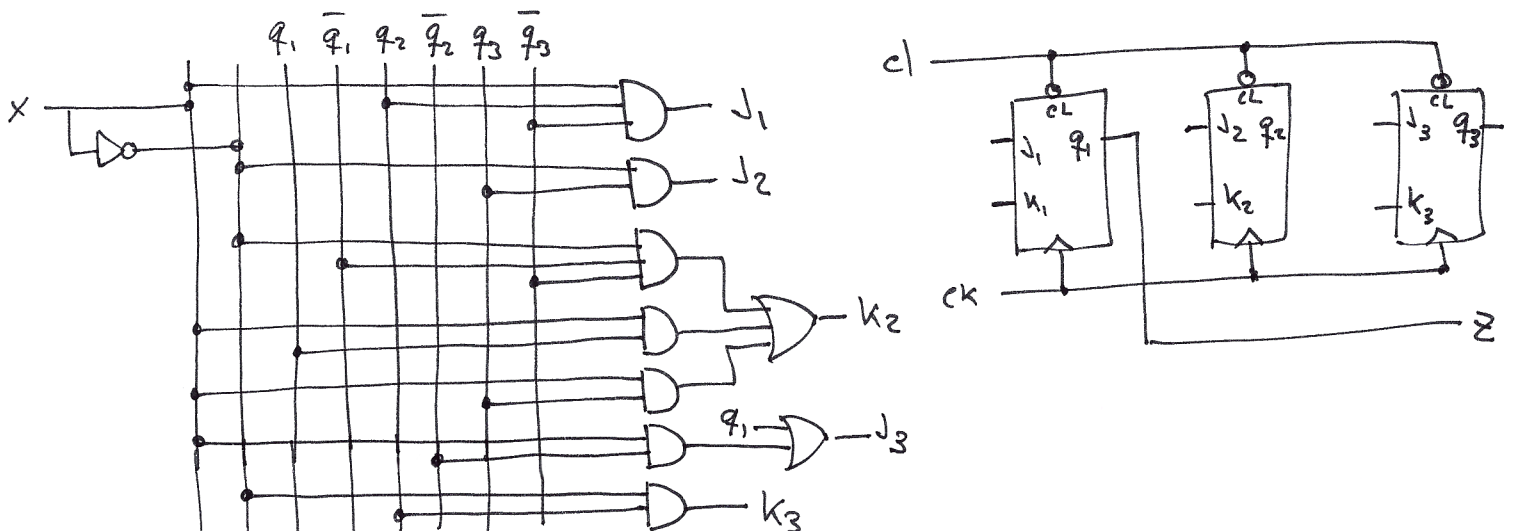 q1 q̅1 q2 q̅2 q3 q̅3
X
J1
J2
K2
q1
J3
K3
cl
CL
CL
CL
J1 q1
J2 q2
J3 q3
K1
K2
K3
CK
Z